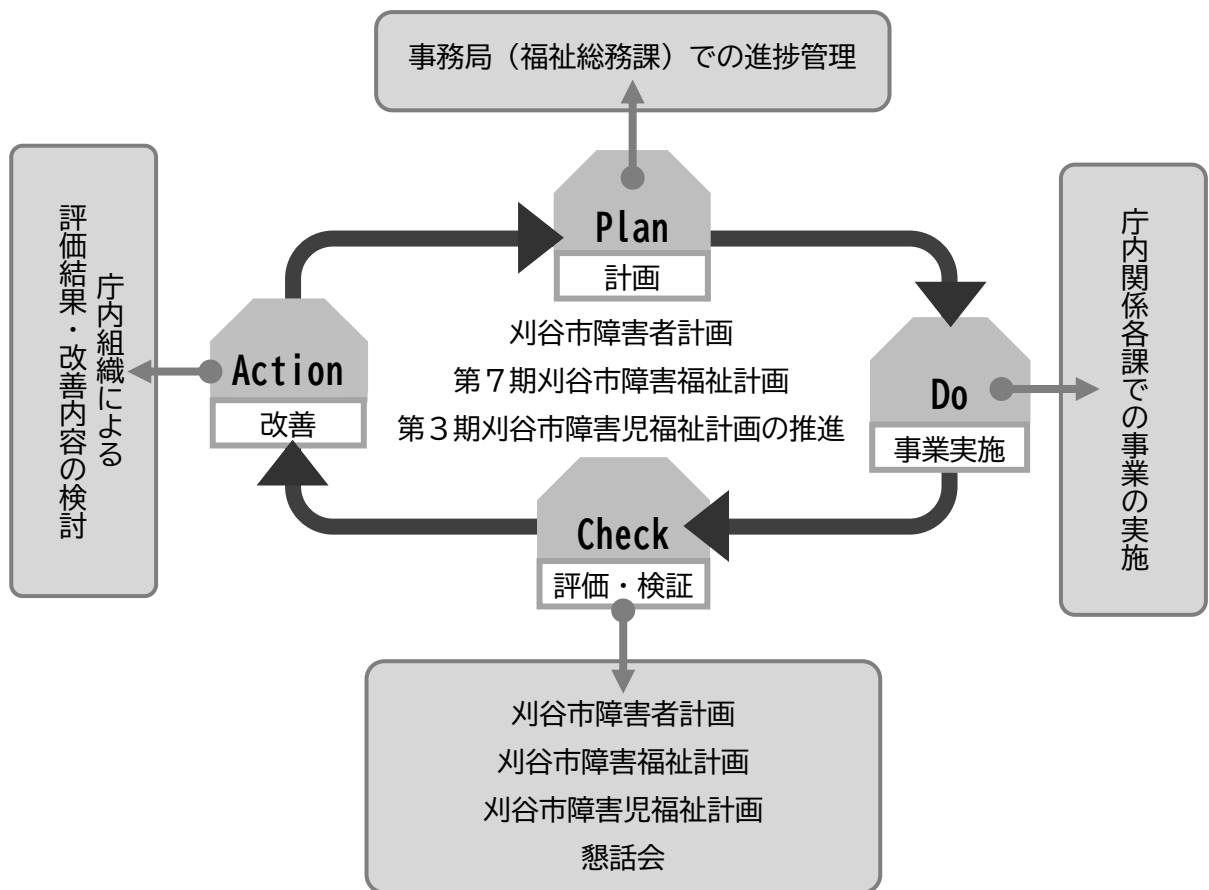 事務局（福祉総務課）での進捗管理
Plan
計画
刈谷市障害者計画
第７期刈谷市障害福祉計画
第３期刈谷市障害児福祉計画の推進
Do
事業実施
庁内関係各課での事業の実施
Check
評価・検証
刈谷市障害者計画
刈谷市障害福祉計画
刈谷市障害児福祉計画
懇話会
Action
改善
庁内組織による
評価結果・改善内容の検討